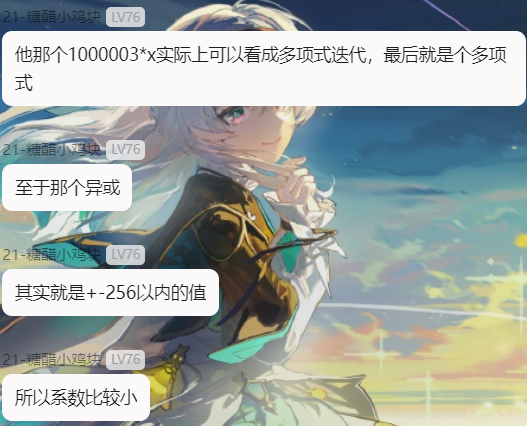 21-糖醋小鸡块 LV76
他那个1000003*x实际上可以看成多项式迭代，最后就是个多项
式
21-糖醋小鸡块 LV76
至于那个异或
21-糖醋小鸡块 LV76
其实就是+-256以内的值
21-糖醋小鸡块 LV76
所以系数比较小